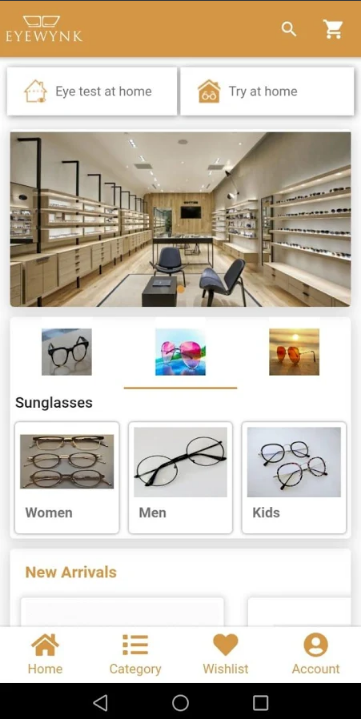 EYEWYNK
Eye test at home
Try at home
Sunglasses
Women
Men
Kids
New Arrivals
Home
Category
Wishlist
Account